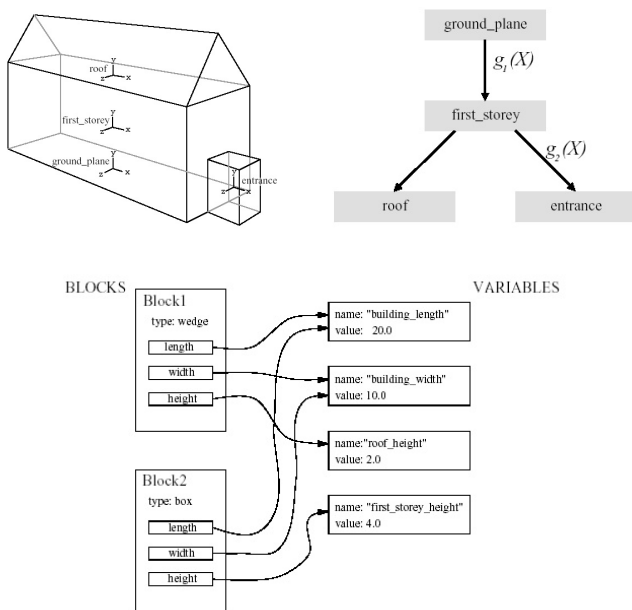 y
roof
z x
y
first_storey
z x
ground_plane
y
z x
y
entrance
z x
ground_plane
g₁(X)
first_storey
g₂(X)
roof
entrance
BLOCKS
VARIABLES
Block1
type: wedge
length
width
height
Block2
type: box
length
width
height
name: "building_length"
value: 20.0
name: "building_width"
value: 10.0
name:"roof_height"
value: 2.0
name: "first_storey_height"
value: 4.0